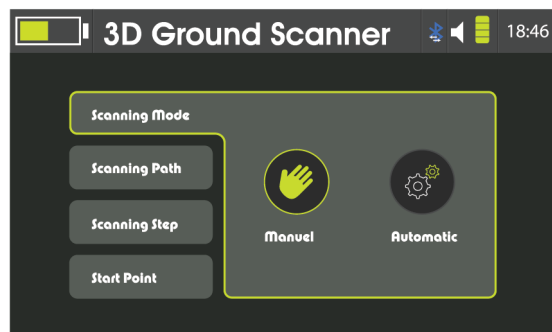 3D Ground Scanner
18:46
Scanning Mode
Scanning Path
Scanning Step
Start Point
Manuel
Automatic